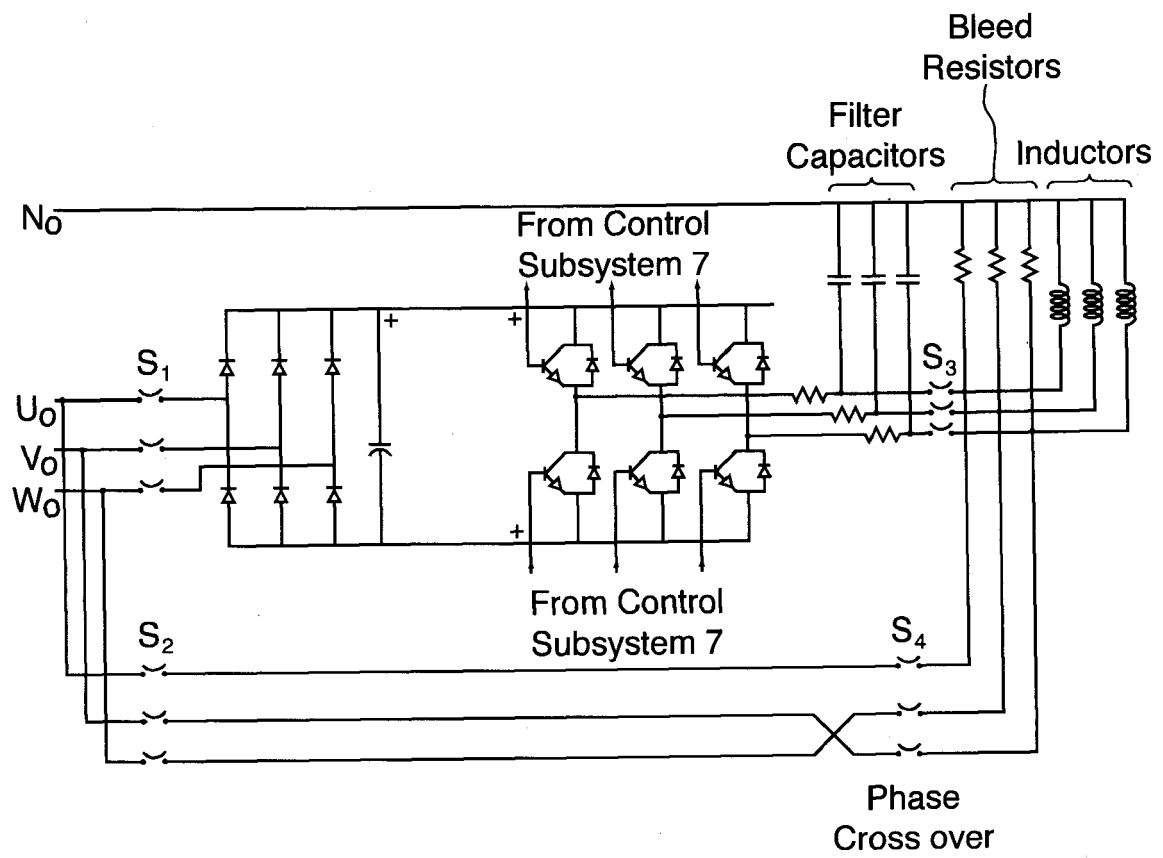 Bleed
Resistors
Filter
Capacitors
Inductors
No
From Control
Subsystem 7
+
+
S1
S3
Uo
Vo
Wo
+
From Control
Subsystem 7
S2
S4
Phase
Cross over